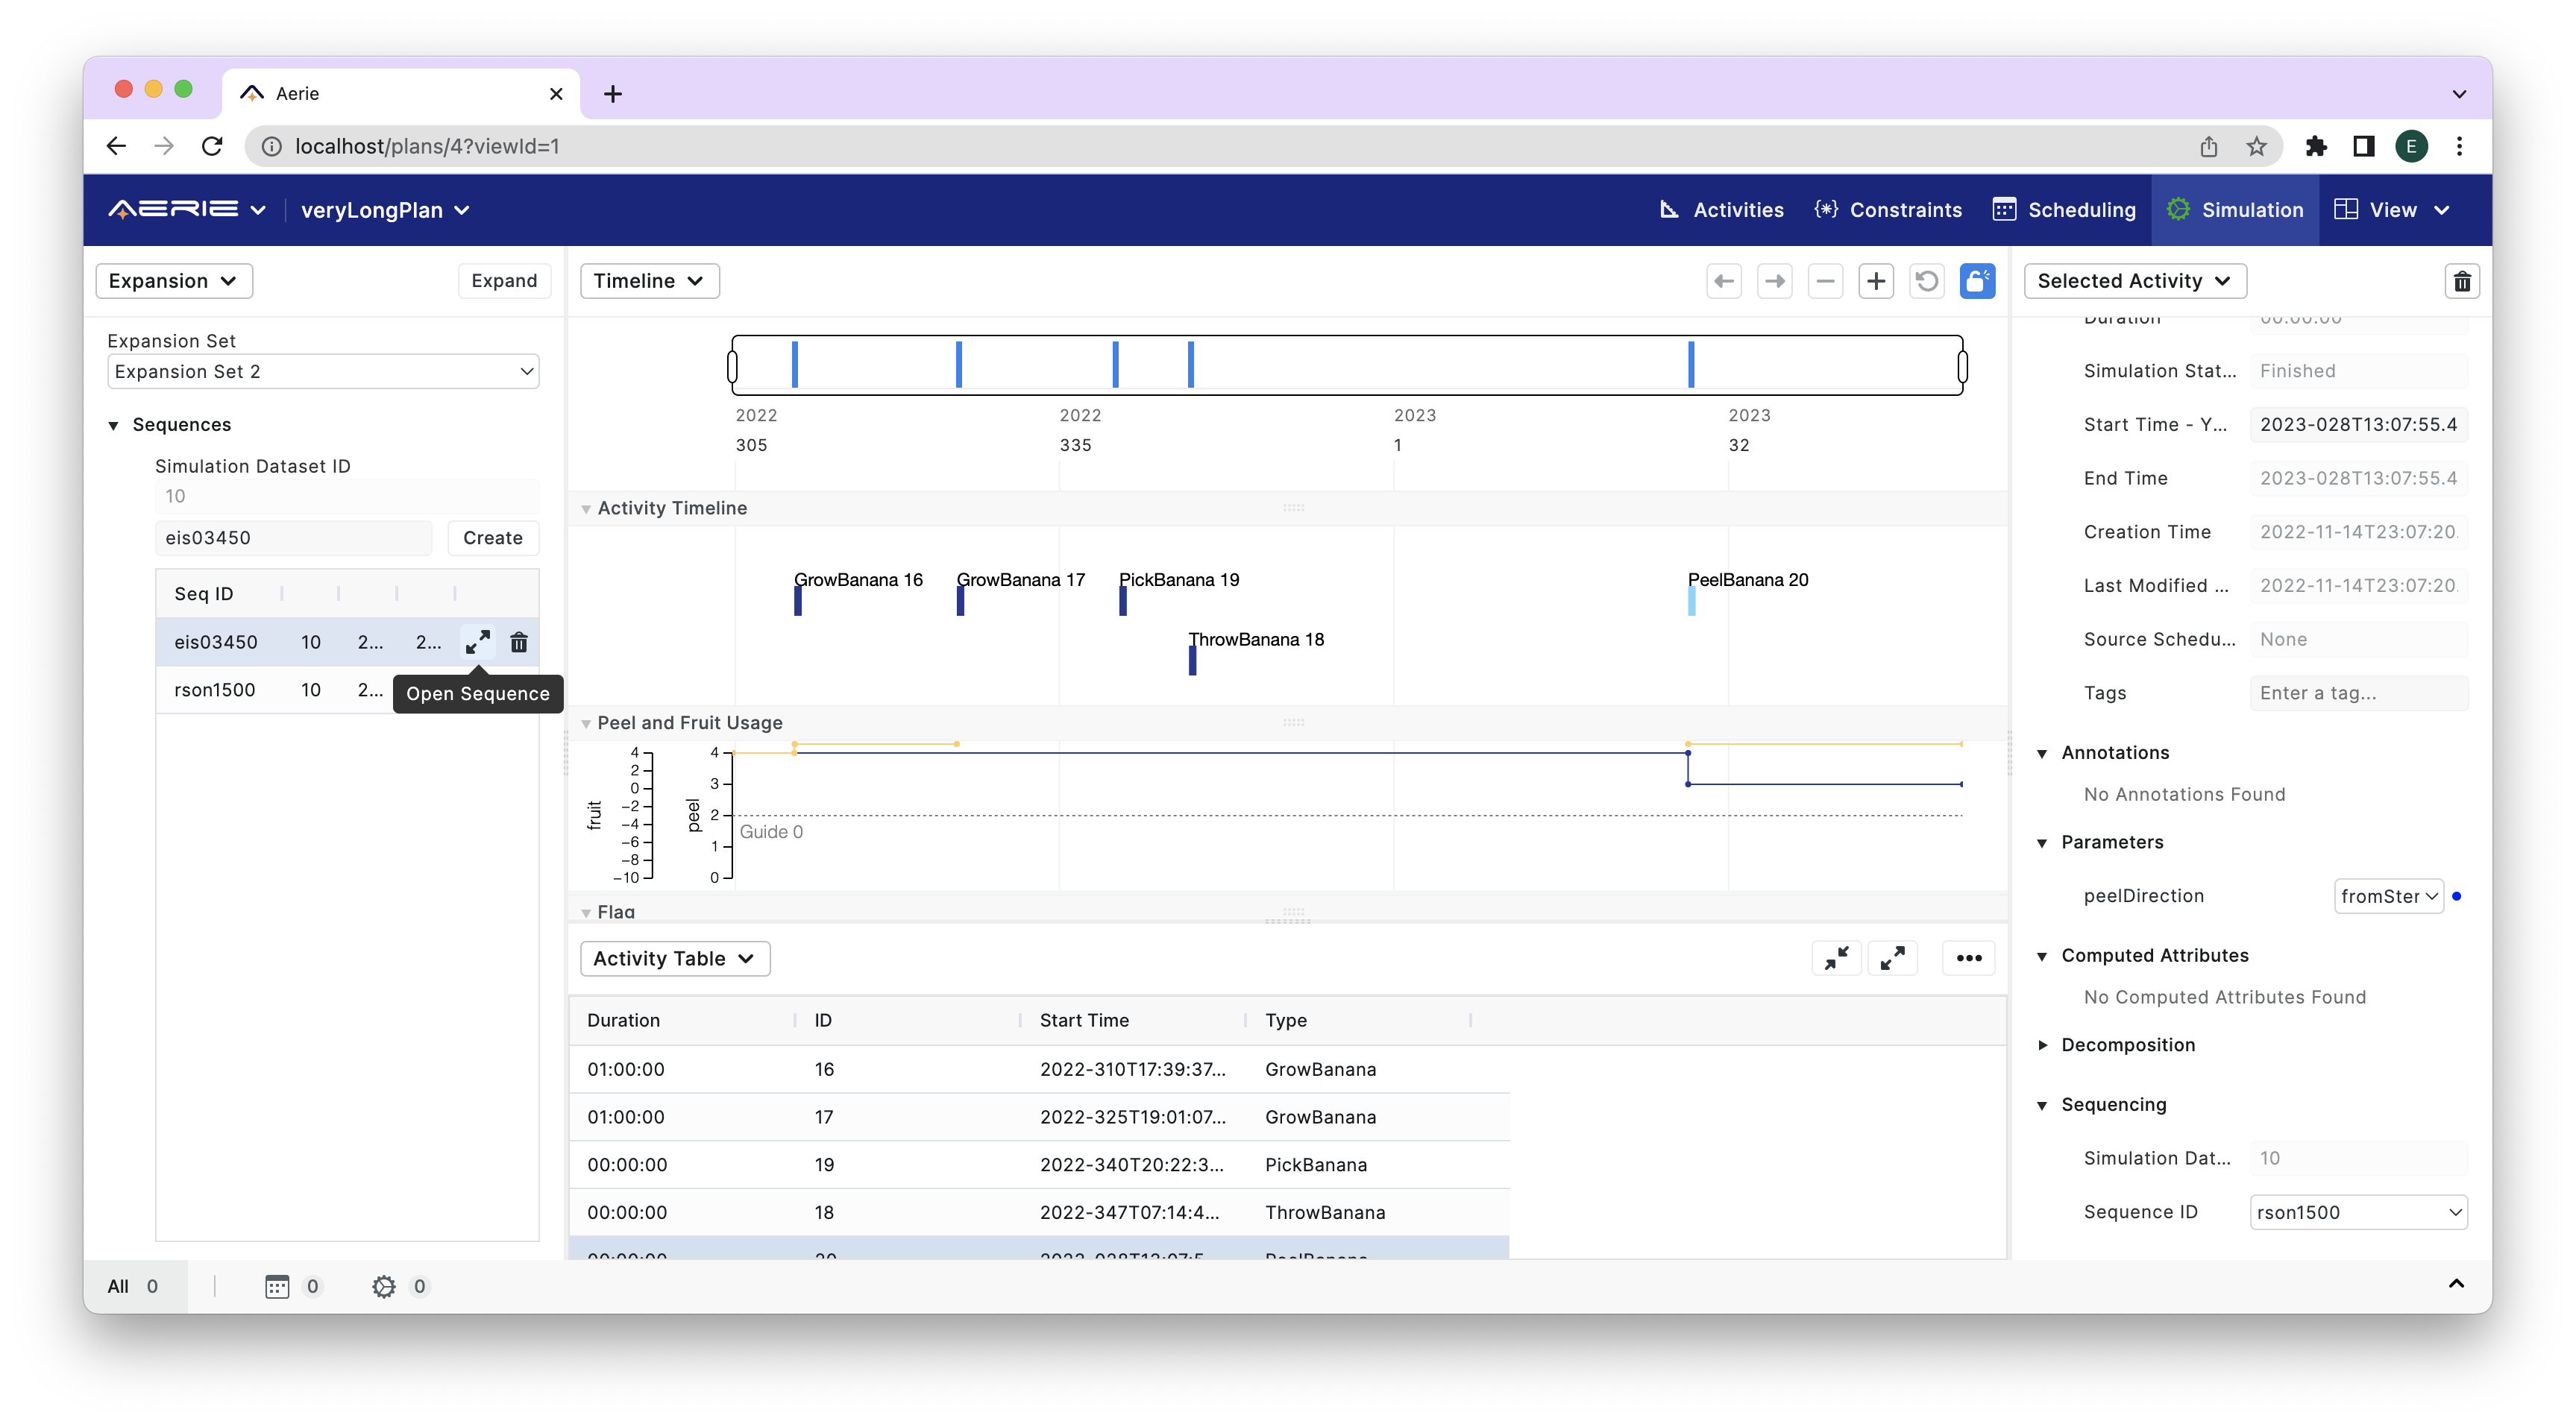 Aerie
localhost/plans/4?viewId=1
E
AERIE
veryLongPlan
Activities
Constraints
Scheduling
Simulation
View
Expansion
Expand
Expansion Set
Expansion Set 2
Sequences
Simulation Dataset ID
10
eis03450
Create
Seq ID
eis03450 10 2... 2...
rson1500 10 2...
Open Sequence
Timeline
2022 2022 2023 2023
305 335 1 32
Activity Timeline
GrowBanana 16
GrowBanana 17
PickBanana 19
PeelBanana 20
ThrowBanana 18
Peel and Fruit Usage
fruit
4
2
0
−2
−4
−6
−8
−10
peel
4
3
2
1
0
Guide 0
Flag
Activity Table
Duration ID Start Time Type
01:00:00 16 2022-310T17:39:37... GrowBanana
01:00:00 17 2022-325T19:01:07... GrowBanana
00:00:00 19 2022-340T20:22:3... PickBanana
00:00:00 18 2022-347T07:14:4... ThrowBanana
00:00:00 20 2023-028T13:07:5... PeelBanana
Selected Activity
Duration 00:00:00
Simulation Stat... Finished
Start Time - Y... 2023-028T13:07:55.4
End Time 2023-028T13:07:55.4
Creation Time 2022-11-14T23:07:20.
Last Modified ... 2022-11-14T23:07:20.
Source Schedu... None
Tags Enter a tag...
Annotations
No Annotations Found
Parameters
peelDirection fromSter
Computed Attributes
No Computed Attributes Found
Decomposition
Sequencing
Simulation Dat... 10
Sequence ID rson1500
All 0
0
0